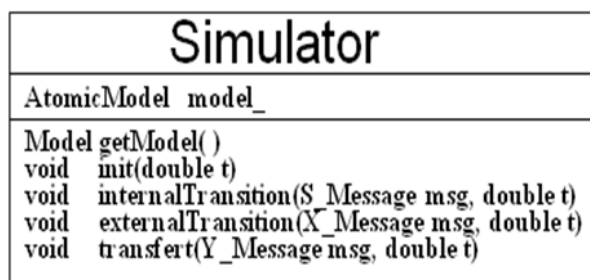 Simulator
AtomicModel model_
Model getModel( )
void init(double t)
void internalTransition(S_Message msg, double t)
void externalTransition(X_Message msg, double t)
void transfert(Y_Message msg, double t)